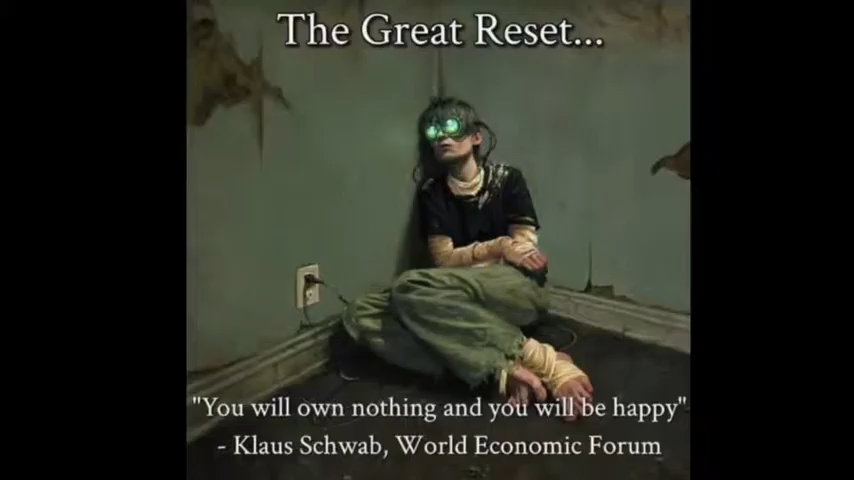 The Great Reset...
"You will own nothing and you will be happy"
- Klaus Schwab, World Economic Forum